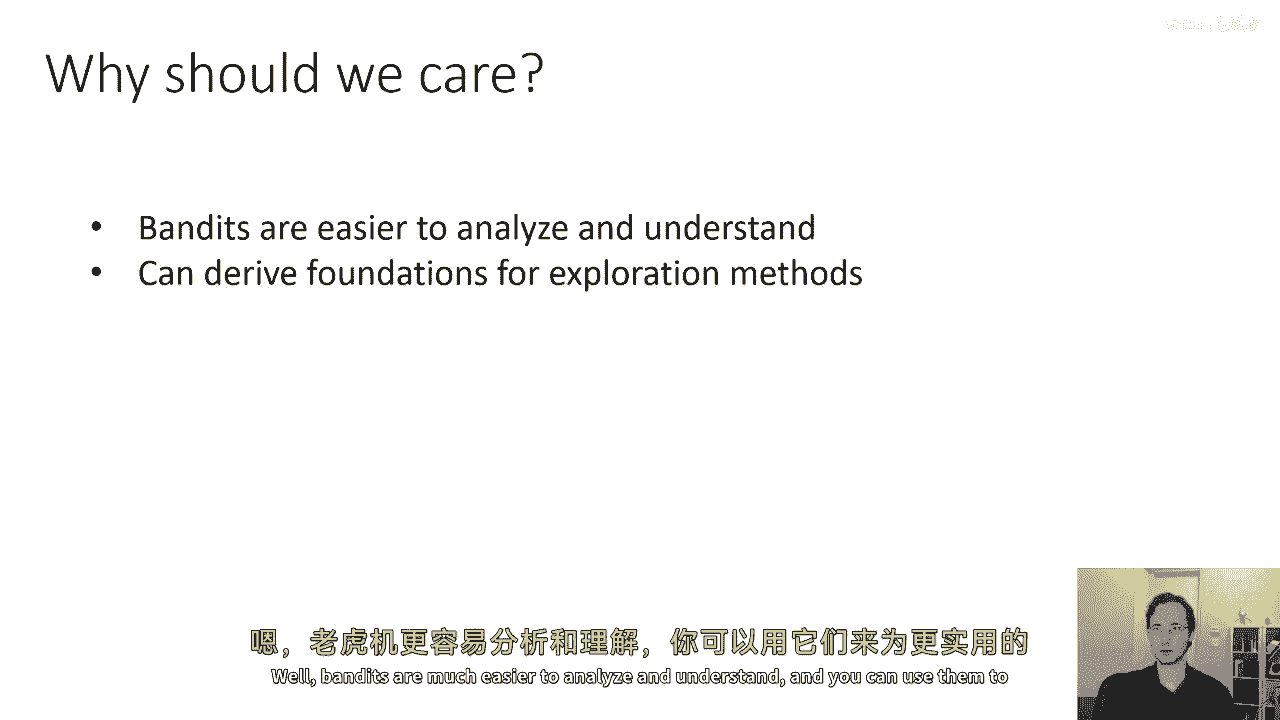 Why should we care?
• Bandits are easier to analyze and understand
• Can derive foundations for exploration methods
嗯，老虎机更容易分析和理解，你可以用它们来为更实用的
Well, bandits are much easier to analyze and understand, and you can use them to